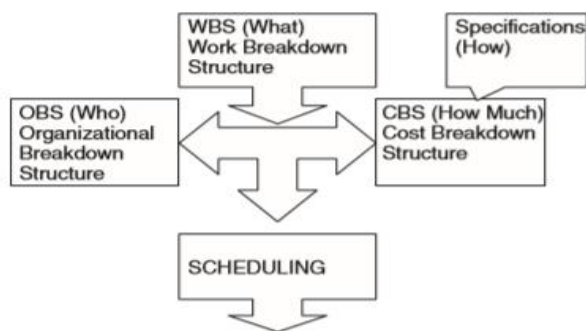 WBS (What)
Work Breakdown
Structure
Specifications
(How)
OBS (Who)
Organizational
Breakdown
Structure
CBS (How Much)
Cost Breakdown
Structure
SCHEDULING